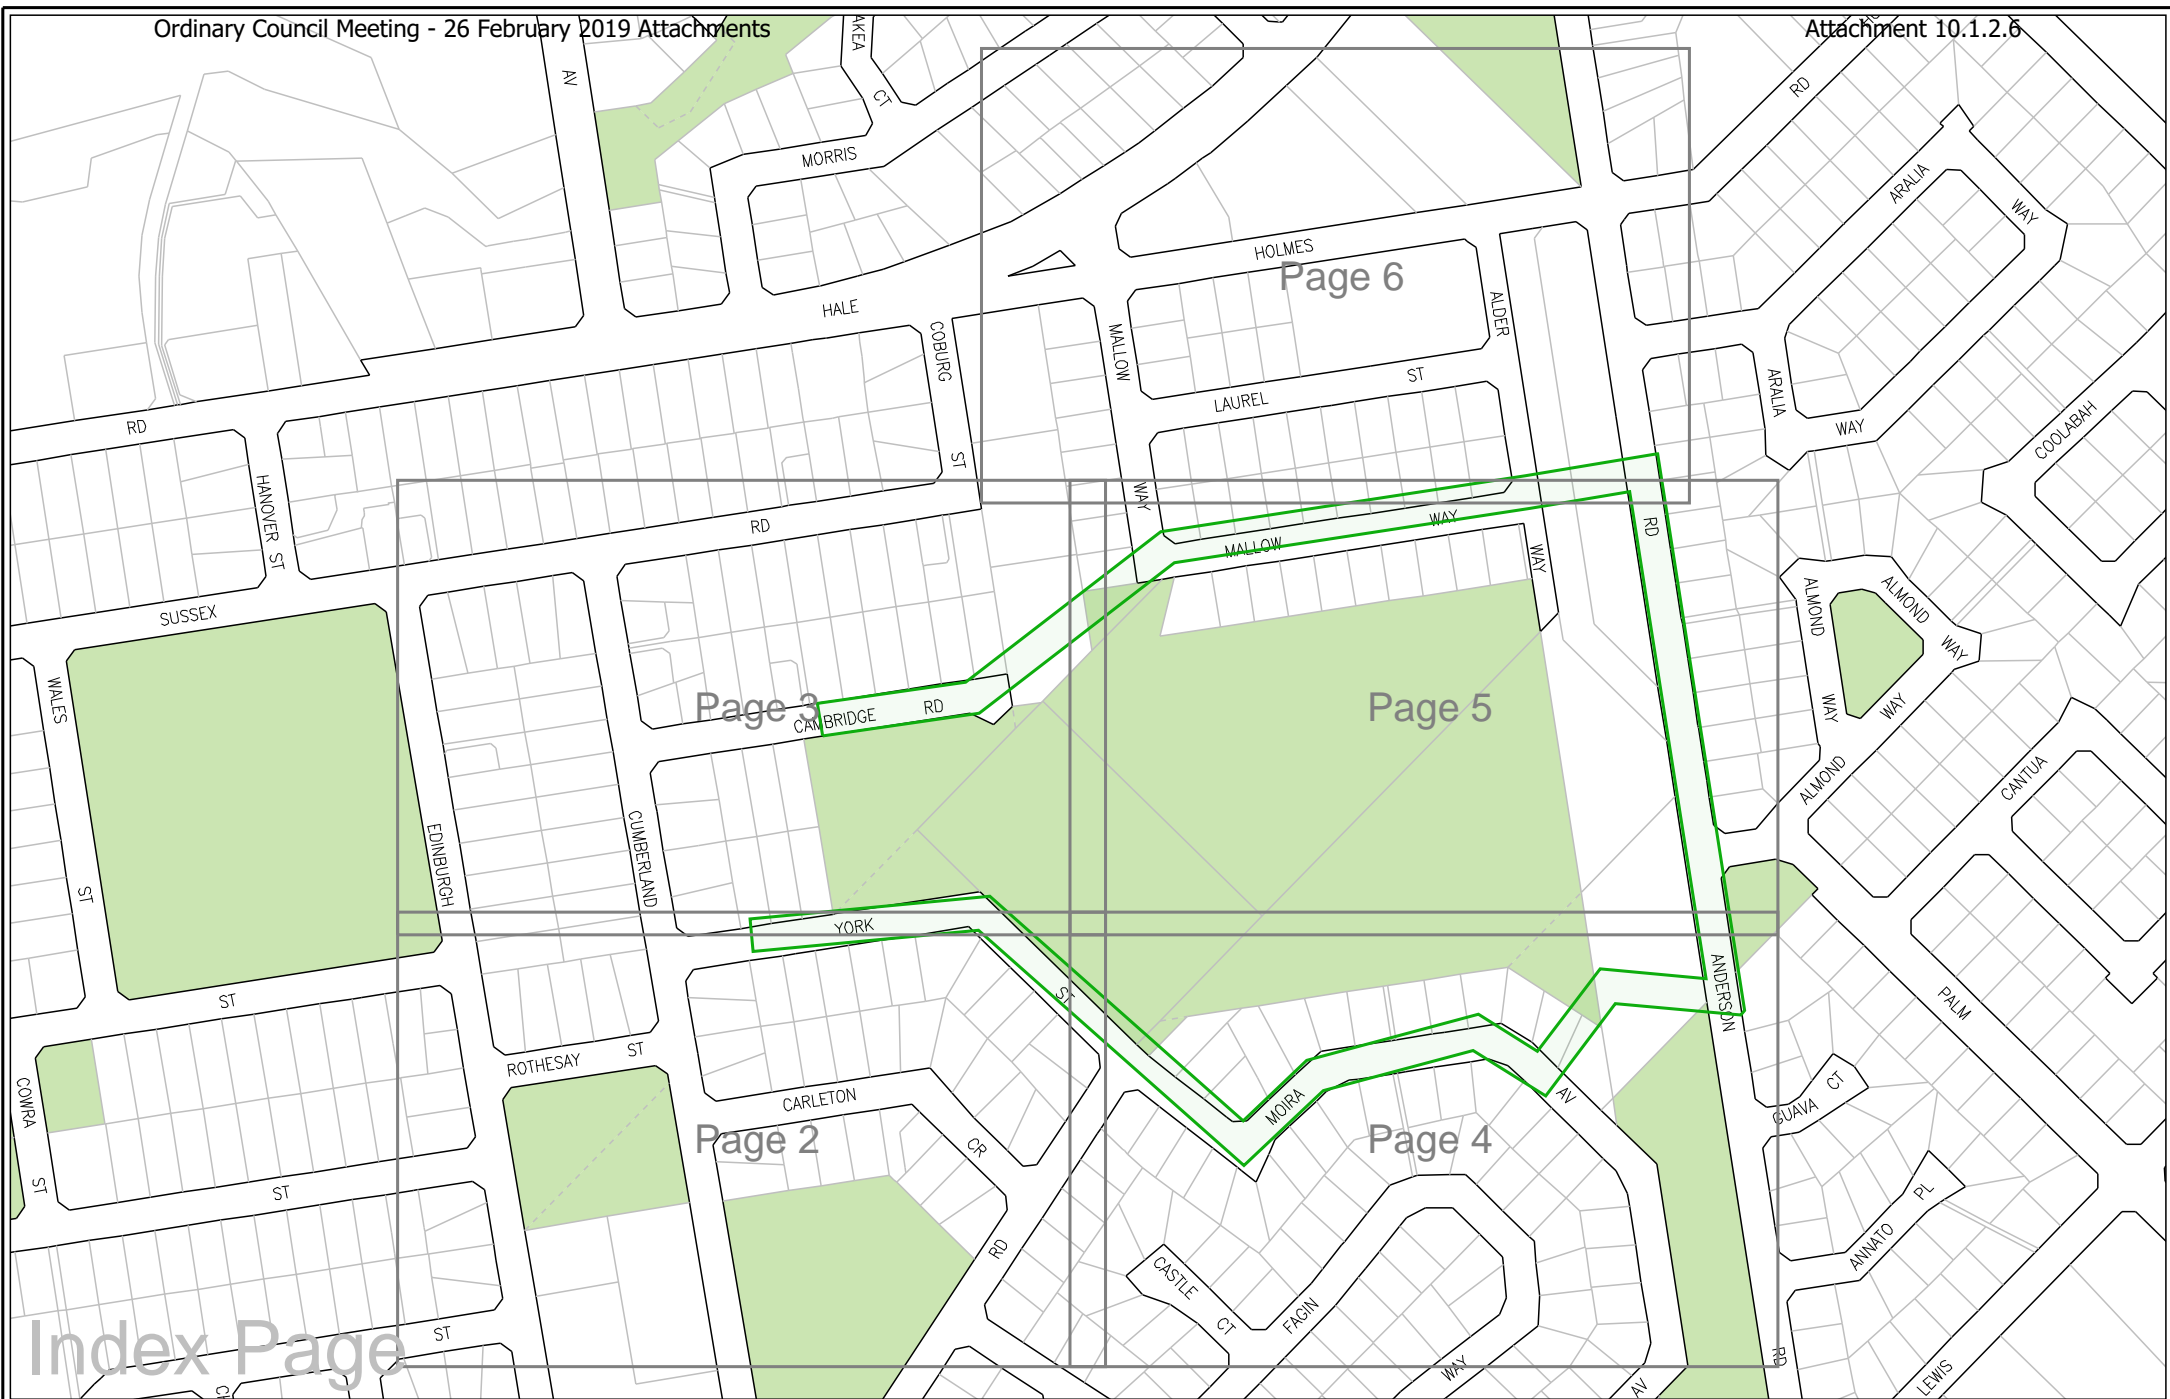 Ordinary Council Meeting - 26 February 2019 Attachments
Attachment 10.1.2.6
AV
CT
MORRIS
RD
ARALIA
WAY
HOLMES
Page 6
HALE
COBURG
ST
MALLOW
WAY
ALDER
LAUREL
ST
ARALIA
WAY
COOLABAH
RD
HANOVER
ST
RD
MALLOW
WAY
WAY
RD
SUSSEX
ALMOND
ALMOND
WAY
WAY
WAY
ALMOND
WALES
ST
Page 3
CAMBRIDGE
RD
Page 5
CANTUA
EDINBURGH
CUMBERLAND
YORK
ST
ST
ANDERSON
PALM
ROTHESAY
ST
CARLETON
CR
MOIRA
AV
GUAVA
CT
COWRA
ST
ST
Page 2
Page 4
RD
CASTLE
CT
FAGIN
WAY
ANNATO
PL
Index Page
ST
AV
RD
LEWIS